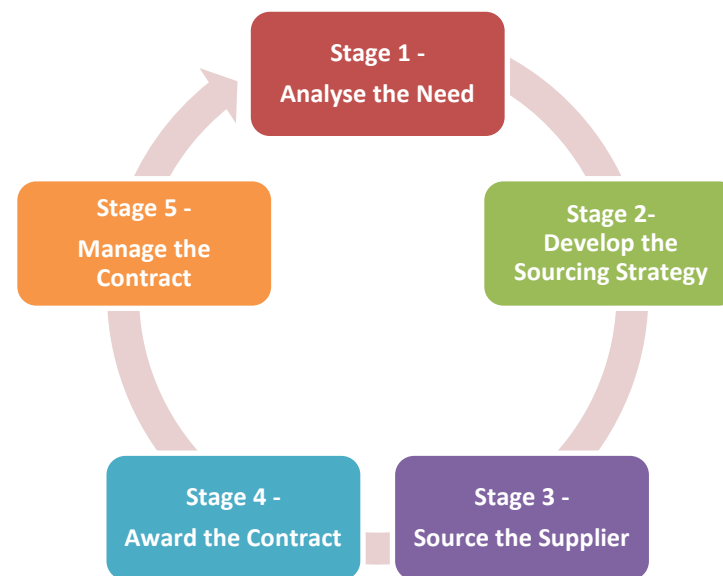 Stage 1 -
Analyse the Need
Stage 2-
Develop the
Sourcing Strategy
Stage 3 -
Source the Supplier
Stage 4 -
Award the Contract
Stage 5 -
Manage the
Contract